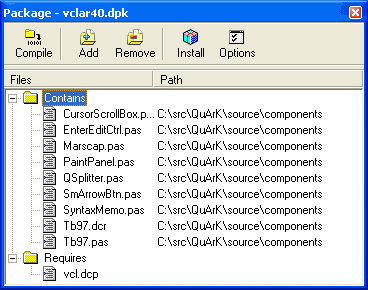 Package - vclar40.dpk
Compile Add Remove Install Options
Files Path
Contains
CursorScrollBox.p... C:\src\QuArK\source\components
EnterEditCtrl.pas C:\src\QuArK\source\components
Marscap.pas C:\src\QuArK\source\components
PaintPanel.pas C:\src\QuArK\source\components
QSplitter.pas C:\src\QuArK\source\components
SmArrowBtn.pas C:\src\QuArK\source\components
SyntaxMemo.pas C:\src\QuArK\source\components
Tb97.dcr C:\src\QuArK\source\components
Tb97.pas C:\src\QuArK\source\components
Requires
vcl.dcp